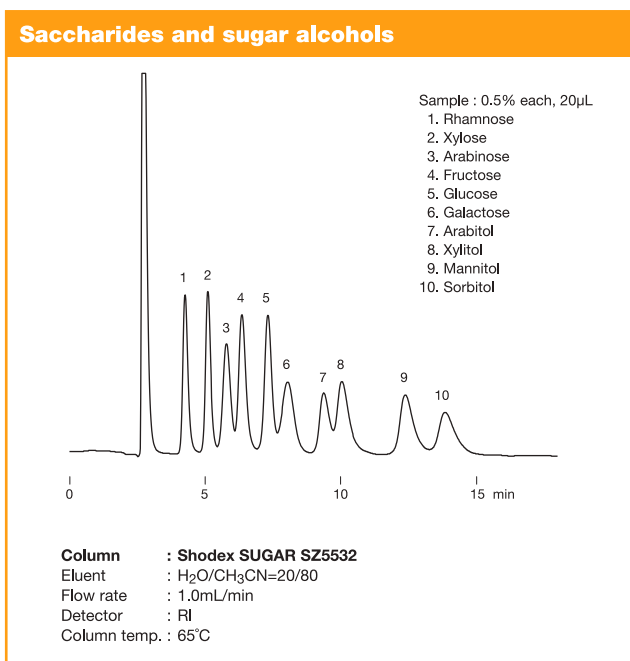 Saccharides and sugar alcohols
Sample : 0.5% each, 20µL
1. Rhamnose
2. Xylose
3. Arabinose
4. Fructose
5. Glucose
6. Galactose
7. Arabitol
8. Xylitol
9. Mannitol
10. Sorbitol
1
2
3
4
5
6
7
8
9
10
0
5
10
15 min
Column : Shodex SUGAR SZ5532
Eluent : H₂O/CH₃CN=20/80
Flow rate : 1.0mL/min
Detector : RI
Column temp. : 65°C